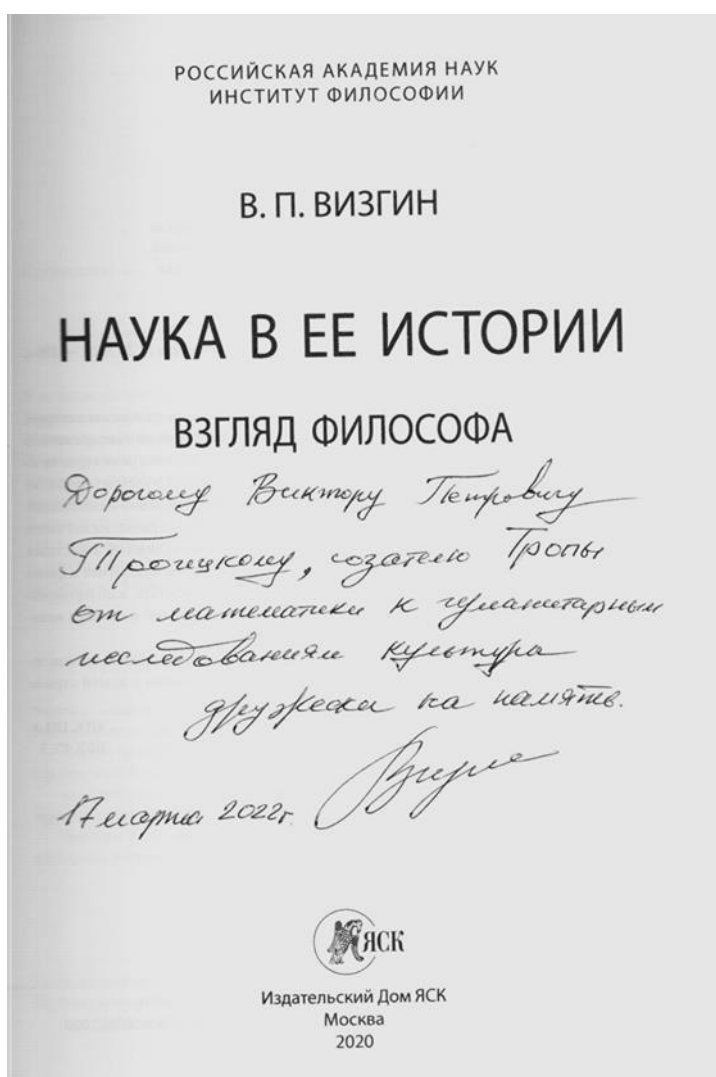 РОССИЙСКАЯ АКАДЕМИЯ НАУК
ИНСТИТУТ ФИЛОСОФИИ
В. П. ВИЗГИН
НАУКА В ЕЕ ИСТОРИИ
ВЗГЛЯД ФИЛОСОФА
Дорогому Виктору Петровичу
Троицкому, созателю Тропы
от математики к гуманитарным
исследованиям культуры
дружески на память.
17 марта 2022г.
ЯСК
Издательский Дом ЯСК
Москва
2020